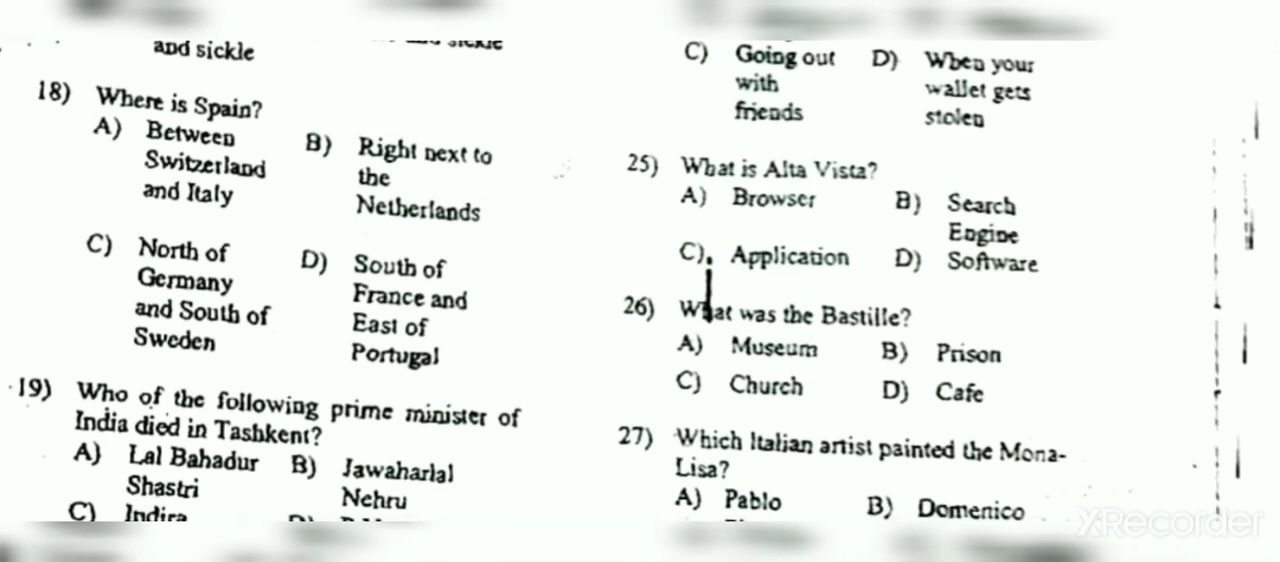 and sickle
18) Where is Spain?
A) Between
Switzerland
and Italy
B) Right next to
the
Netherlands
C) North of
Germany
and South of
Sweden
D) South of
France and
East of
Portugal
19) Who of the following prime minister of
India died in Tashkent?
A) Lal Bahadur
Shastri
B) Jawaharlal
Nehru
C) Indira
C) Going out
with
friends
D) When your
wallet gets
stolen
25) What is Alta Vista?
A) Browser
B) Search
Engine
C) Application
D) Software
26) What was the Bastille?
A) Museum
B) Prison
C) Church
D) Cafe
27) Which Italian artist painted the Mona-
Lisa?
A) Pablo
B) Domenico
XRecorder